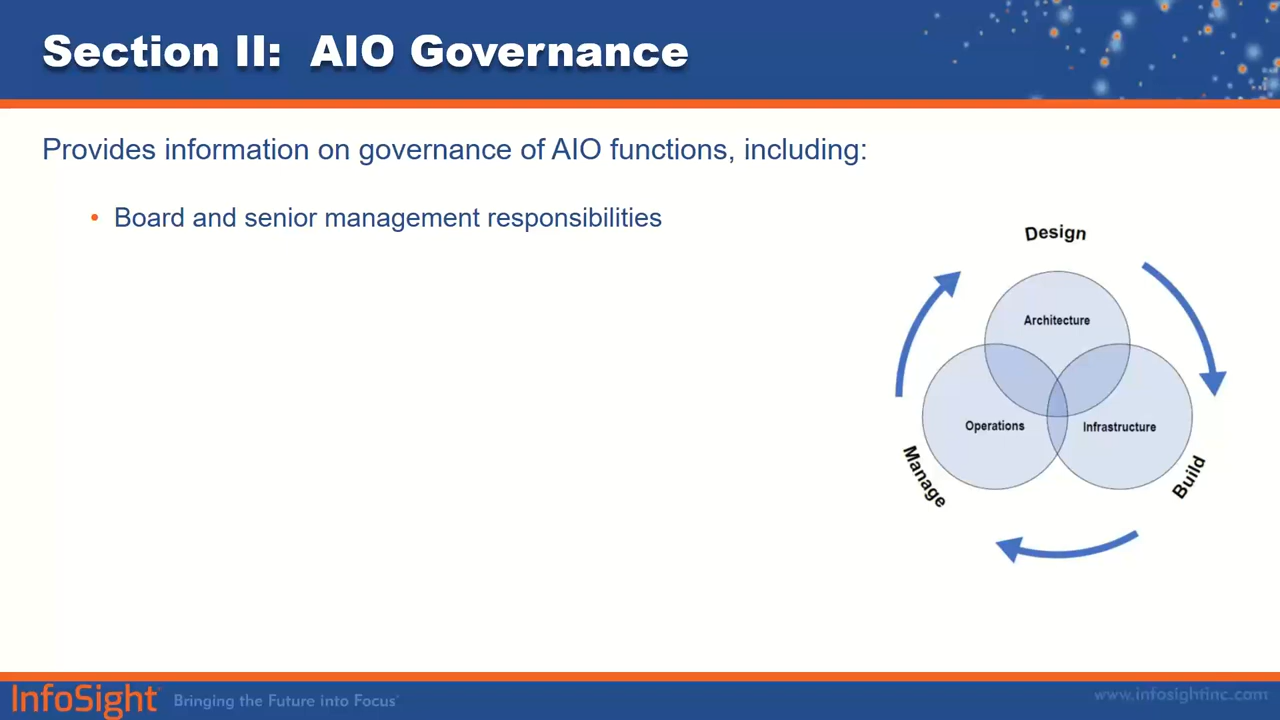 Section II: AIO Governance
Provides information on governance of AIO functions, including:
• Board and senior management responsibilities
Design
Architecture
Operations
Infrastructure
Manage
Build
InfoSight Bringing the Future into Focus
www.infosightinc.com